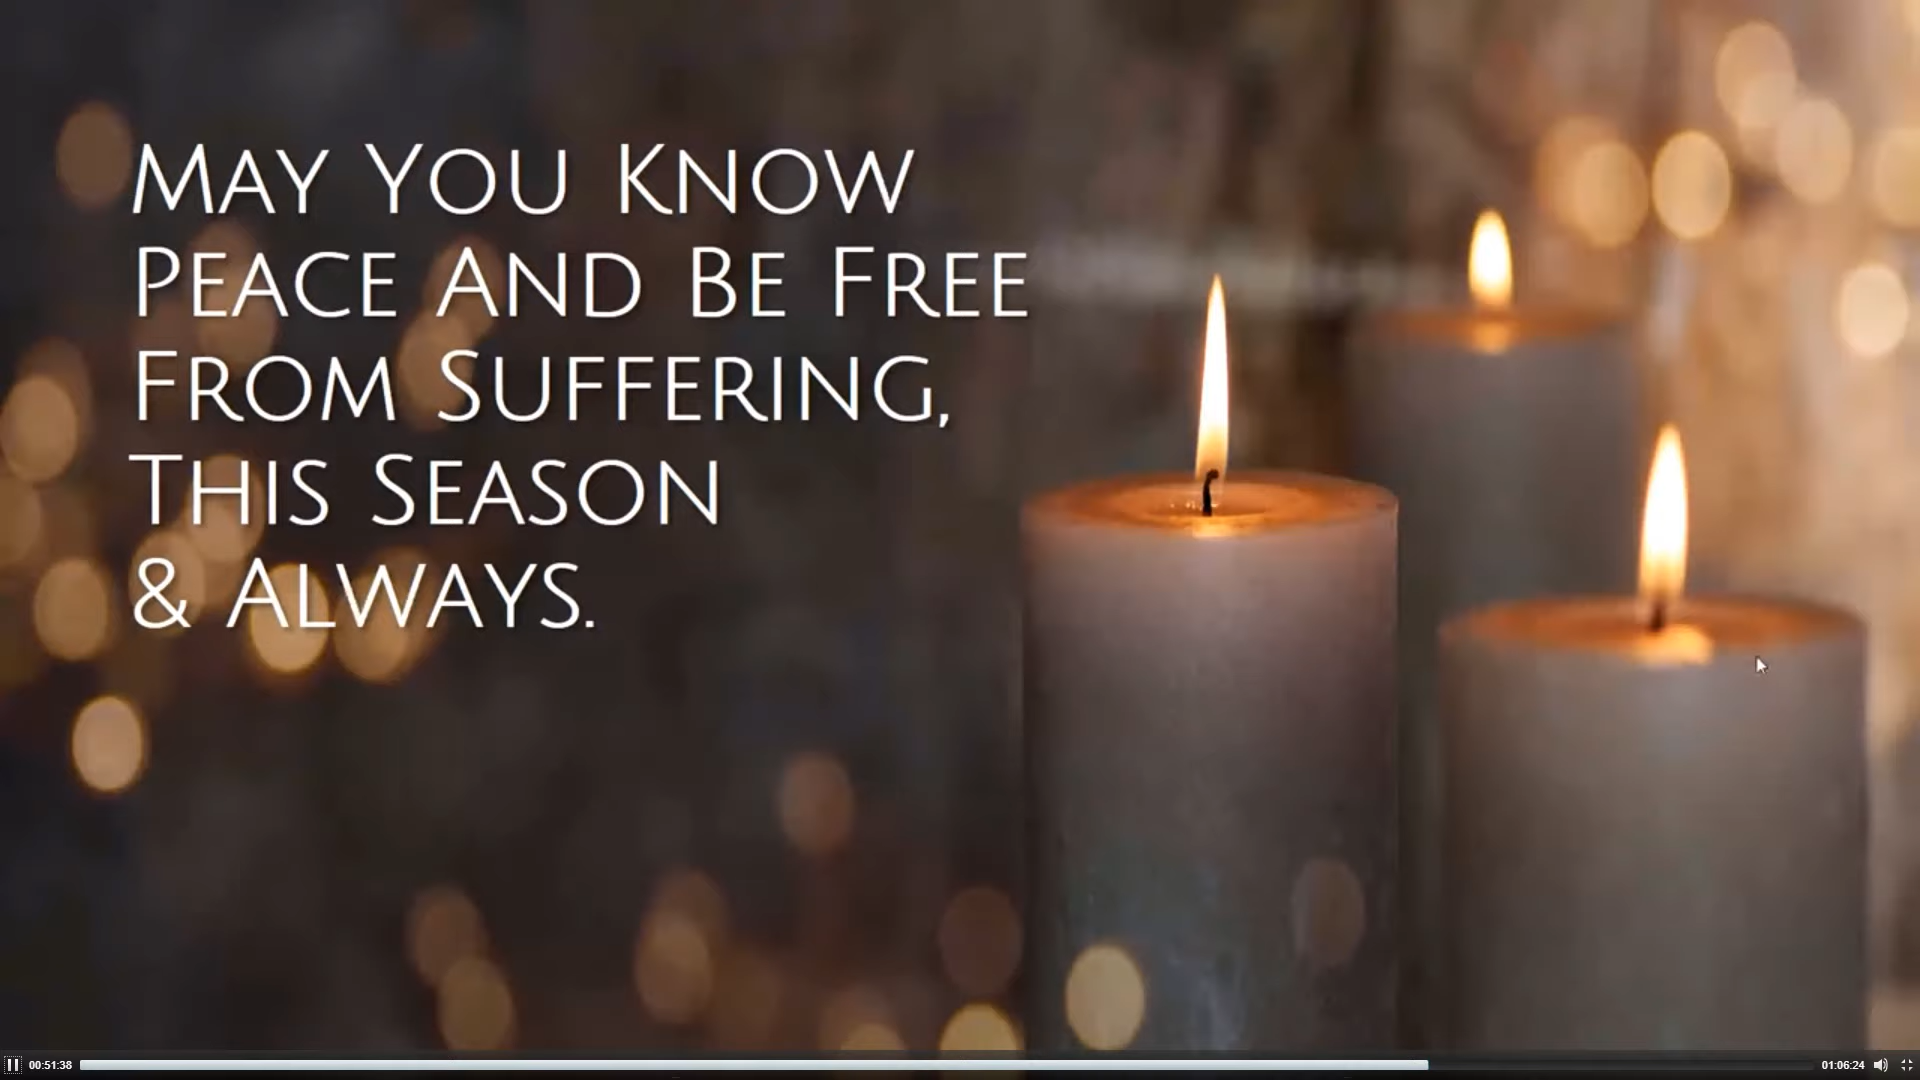 May You Know
Peace And Be Free
From Suffering,
This Season
& Always.
00:51:38
01:06:24